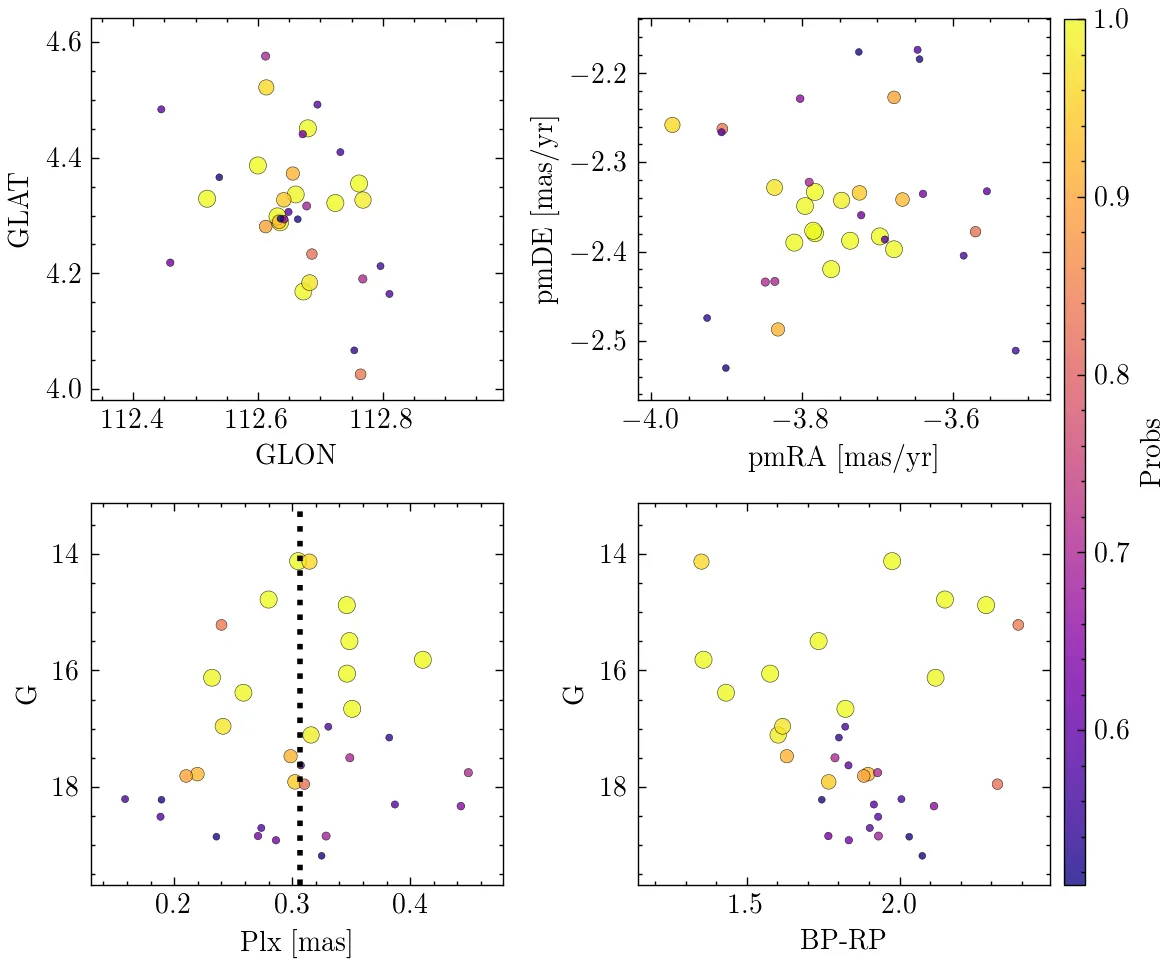 4.6
4.4
4.2
4.0
GLAT
112.4 112.6 112.8
GLON
−2.2
−2.3
−2.4
−2.5
pmDE [mas/yr]
−4.0 −3.8 −3.6
pmRA [mas/yr]
1.0
0.9
0.8
0.7
0.6
Probs
14
16
18
G
0.2 0.3 0.4
Plx [mas]
14
16
18
G
1.5 2.0
BP-RP